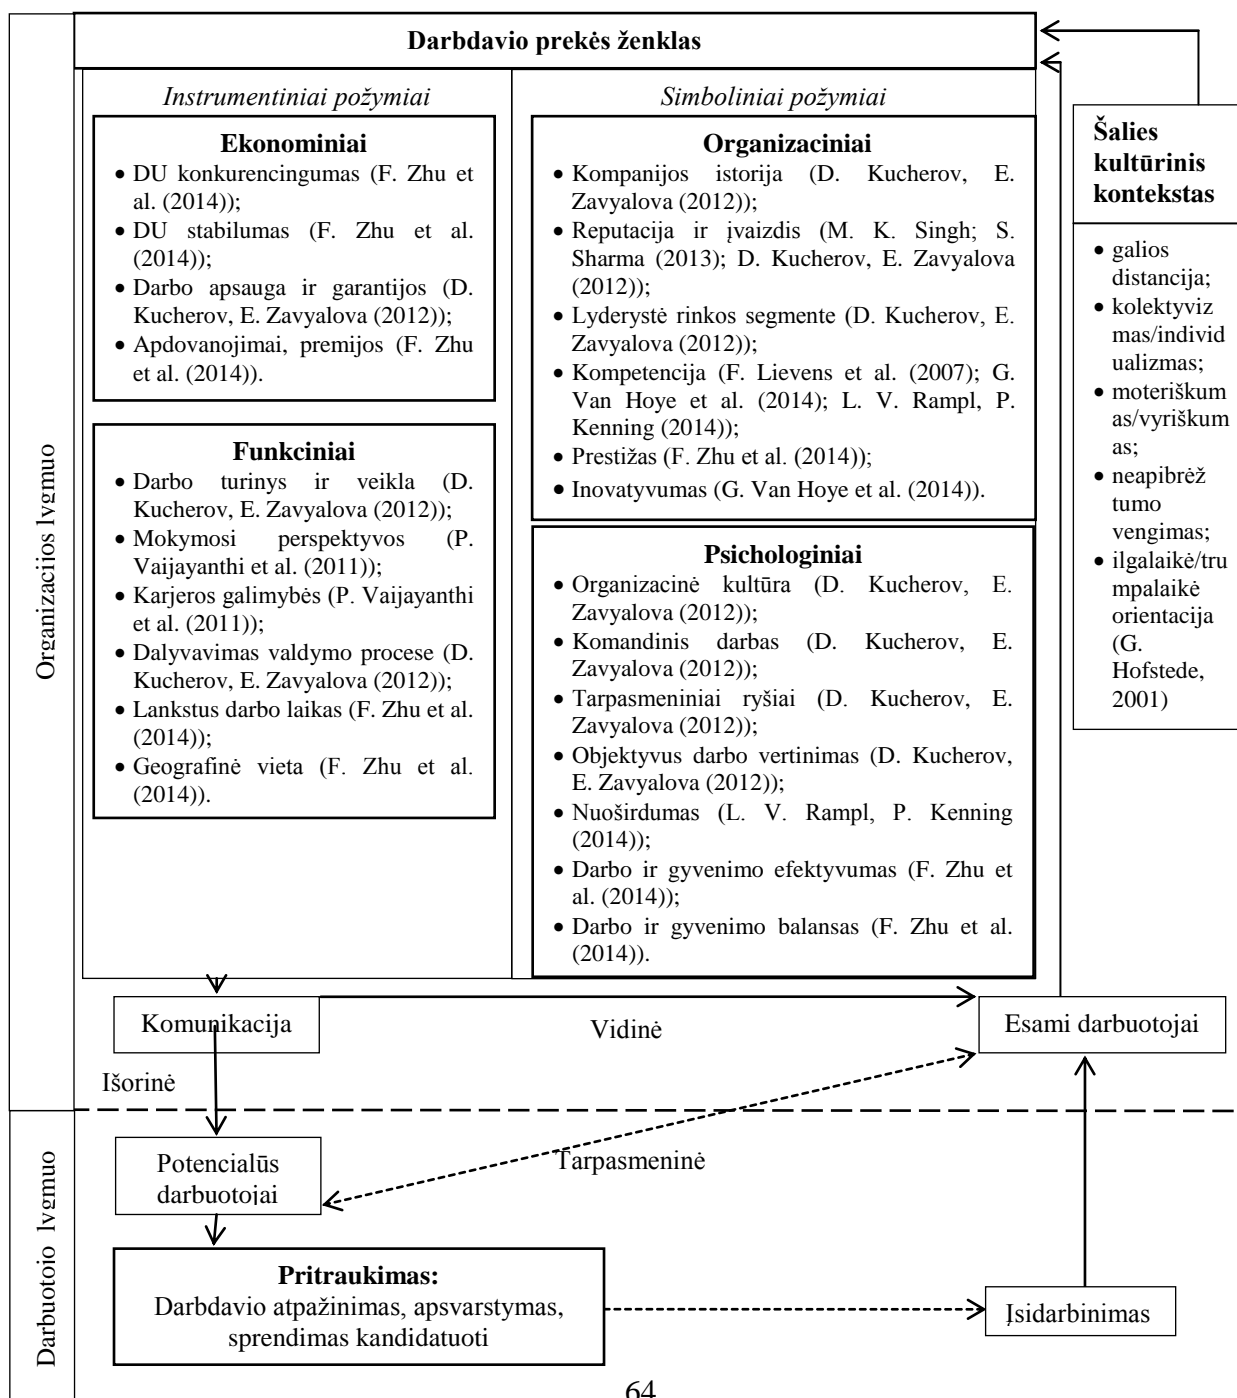 Darbdavio prekės ženklas
Instrumentiniai požymiai
Ekonominiai
• DU konkurencingumas (F. Zhu et
al. (2014));
• DU stabilumas (F. Zhu et al.
(2014));
• Darbo apsauga ir garantijos (D.
Kucherov, E. Zavyalova (2012));
• Apdovanojimai, premijos (F. Zhu
et al. (2014)).
Funkciniai
• Darbo turinys ir veikla (D.
Kucherov, E. Zavyalova (2012));
• Mokymosi perspektyvos (P.
Vaijayanthi et al. (2011));
• Karjeros galimybės (P. Vaijayanthi
et al. (2011));
• Dalyvavimas valdymo procese (D.
Kucherov, E. Zavyalova (2012));
• Lankstus darbo laikas (F. Zhu et al.
(2014));
• Geografinė vieta (F. Zhu et al.
(2014)).
Simboliniai požymiai
Organizaciniai
• Kompanijos istorija (D. Kucherov, E.
Zavyalova (2012));
• Reputacija ir įvaizdis (M. K. Singh; S.
Sharma (2013); D. Kucherov, E. Zavyalova
(2012));
• Lyderystė rinkos segmente (D. Kucherov, E.
Zavyalova (2012));
• Kompetencija (F. Lievens et al. (2007); G.
Van Hoye et al. (2014); L. V. Rampl, P.
Kenning (2014));
• Prestižas (F. Zhu et al. (2014));
• Inovatyvumas (G. Van Hoye et al. (2014)).
Psichologiniai
• Organizacinė kultūra (D. Kucherov, E.
Zavyalova (2012));
• Komandinis darbas (D. Kucherov, E.
Zavyalova (2012));
• Tarpasmeniniai ryšiai (D. Kucherov, E.
Zavyalova (2012));
• Objektyvus darbo vertinimas (D. Kucherov,
E. Zavyalova (2012));
• Nuoširdumas (L. V. Rampl, P. Kenning
(2014));
• Darbo ir gyvenimo efektyvumas (F. Zhu et
al. (2014));
• Darbo ir gyvenimo balansas (F. Zhu et al.
(2014)).
Šalies
kultūrinis
kontekstas
• galios
distancija;
• kolektyviz
mas/individ
ualizmas;
• moteriškum
as/vyriškum
as;
• neapibrėž
tumo
vengimas;
• ilgalaikė/tru
mpalaikė
orientacija
(G.
Hofstede,
2001)
Organizacijos lygmuo
Komunikacija
Vidinė
Esami darbuotojai
Išorinė
Darbuotojo lygmuo
Potencialūs
darbuotojai
Tarpasmeninė
Pritraukimas:
Darbdavio atpažinimas, apsvarstymas,
sprendimas kandidatuoti
Įsidarbinimas
64